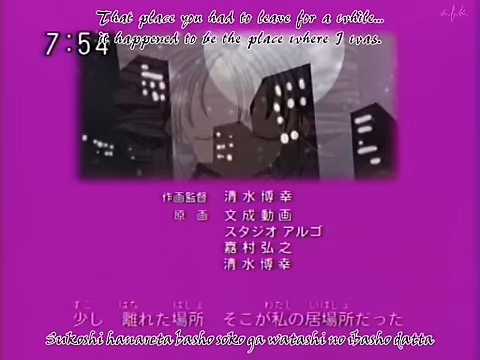 That place you had to leave for a while...
it happened to be the place where I was.
a.f.k.
7:54
作画監督 清水博幸
原画 文成動画
スタジオ アルゴ
嘉村弘之
清水博幸
すこ はな ばしょ わたし いばしょ
少し 離れた場所 そこが私の居場所だった
Sukoshi hanareta basho soko ga watashi no ibasho datta